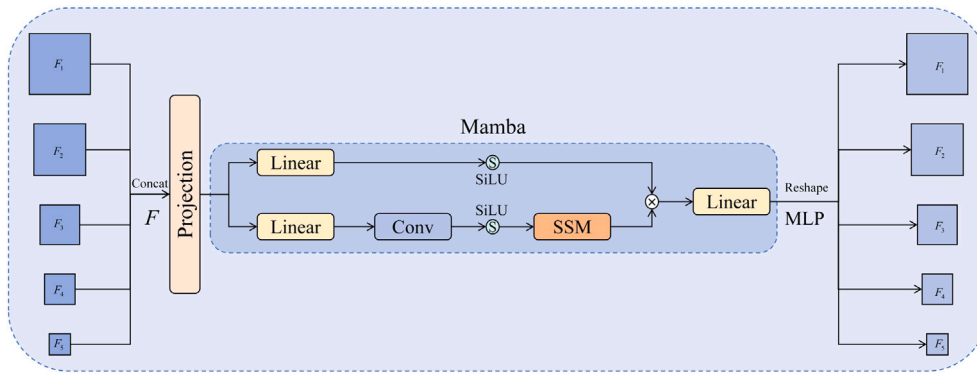 F1
F2
F3
F4
F5
Concat
F
Projection
Mamba
Linear
S
SiLU
Linear
Conv
SiLU
S
SSM
×
Linear
Reshape
MLP
F1
F2
F3
F4
F5